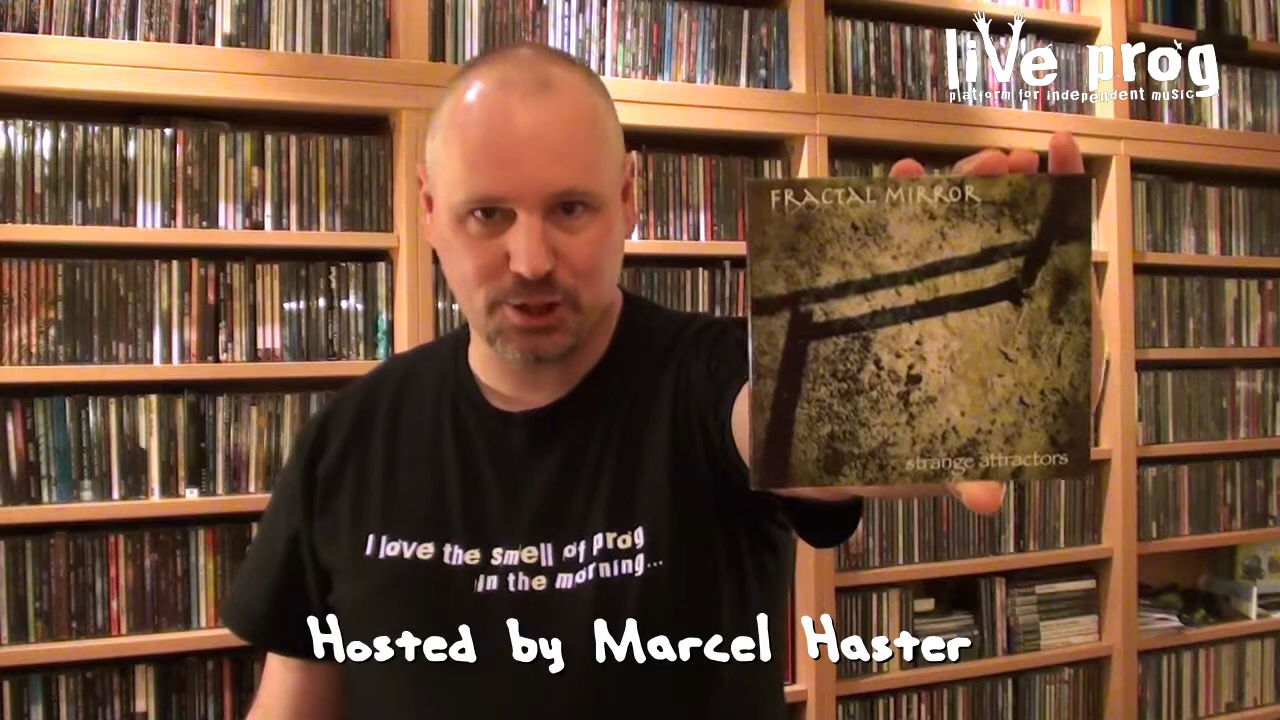 live prog
platform for independent music
FRACTAL MIRROR
strange attractors
I love the smell of prog
in the morning...
Hosted by Marcel Haster